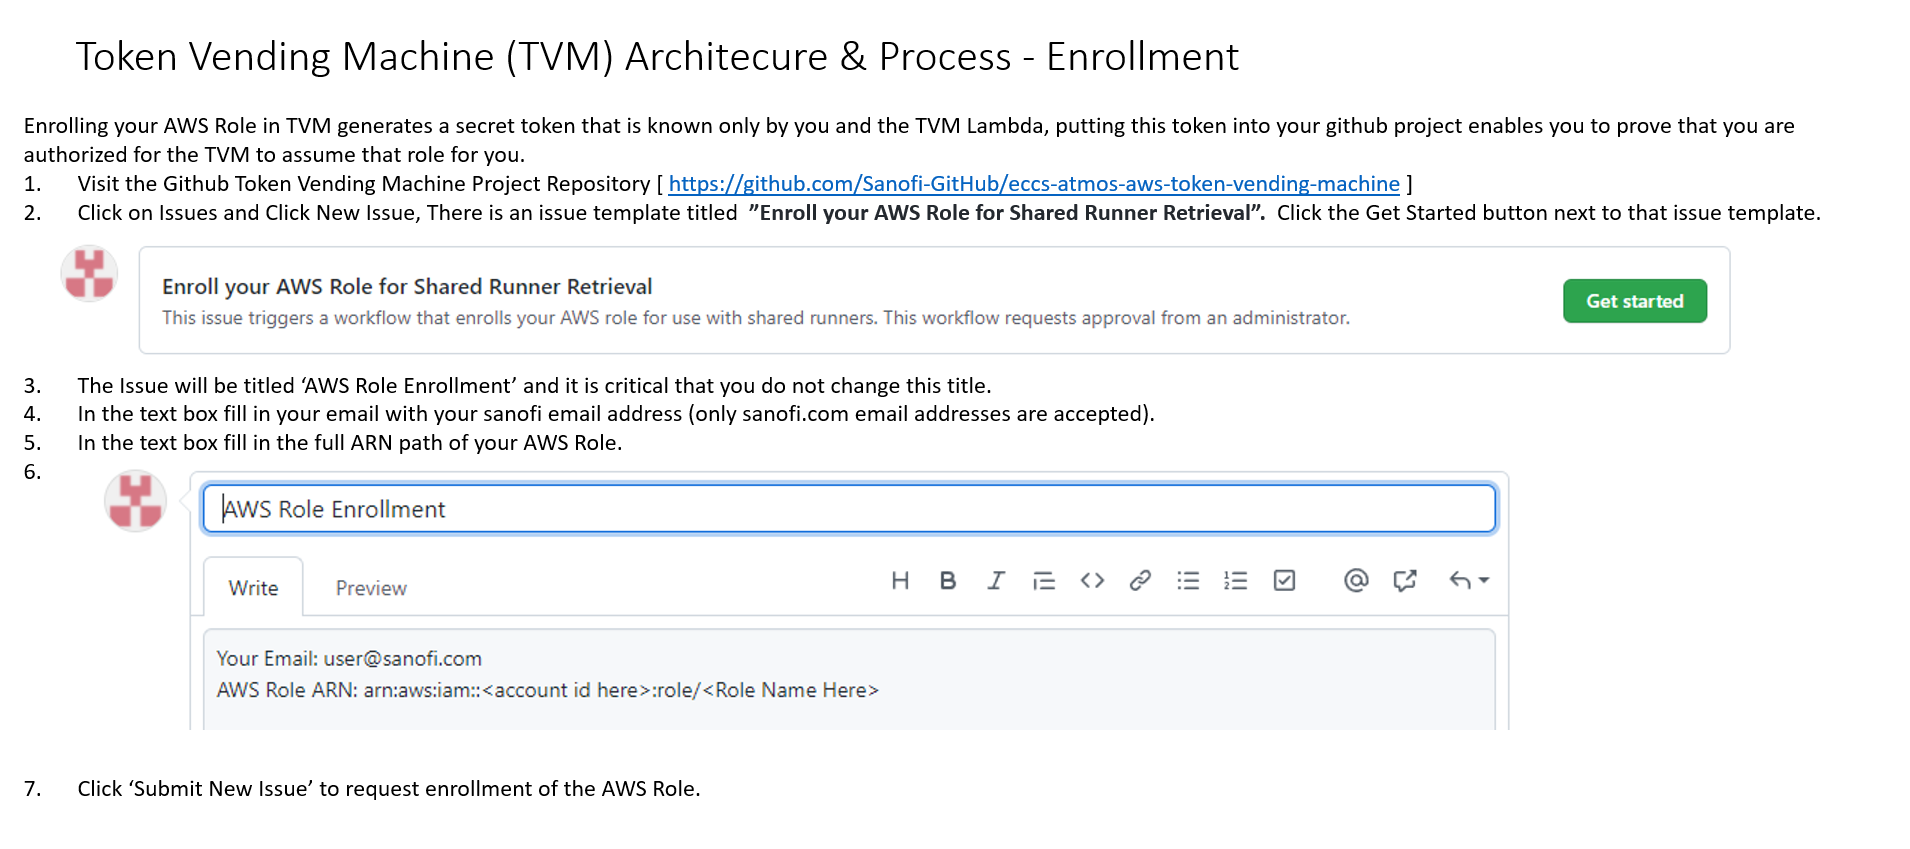 Token Vending Machine (TVM) Architecure & Process - Enrollment
Enrolling your AWS Role in TVM generates a secret token that is known only by you and the TVM Lambda, putting this token into your github project enables you to prove that you are
authorized for the TVM to assume that role for you.
1. Visit the Github Token Vending Machine Project Repository [ https://github.com/Sanofi-GitHub/eccs-atmos-aws-token-vending-machine ]
2. Click on Issues and Click New Issue, There is an issue template titled ”Enroll your AWS Role for Shared Runner Retrieval”. Click the Get Started button next to that issue template.
Enroll your AWS Role for Shared Runner Retrieval
This issue triggers a workflow that enrolls your AWS role for use with shared runners. This workflow requests approval from an administrator.
Get started
3. The Issue will be titled ‘AWS Role Enrollment’ and it is critical that you do not change this title.
4. In the text box fill in your email with your sanofi email address (only sanofi.com email addresses are accepted).
5. In the text box fill in the full ARN path of your AWS Role.
6.
AWS Role Enrollment
Write Preview
Your Email: user@sanofi.com
AWS Role ARN: arn:aws:iam::<account id here>:role/<Role Name Here>
7. Click ‘Submit New Issue’ to request enrollment of the AWS Role.